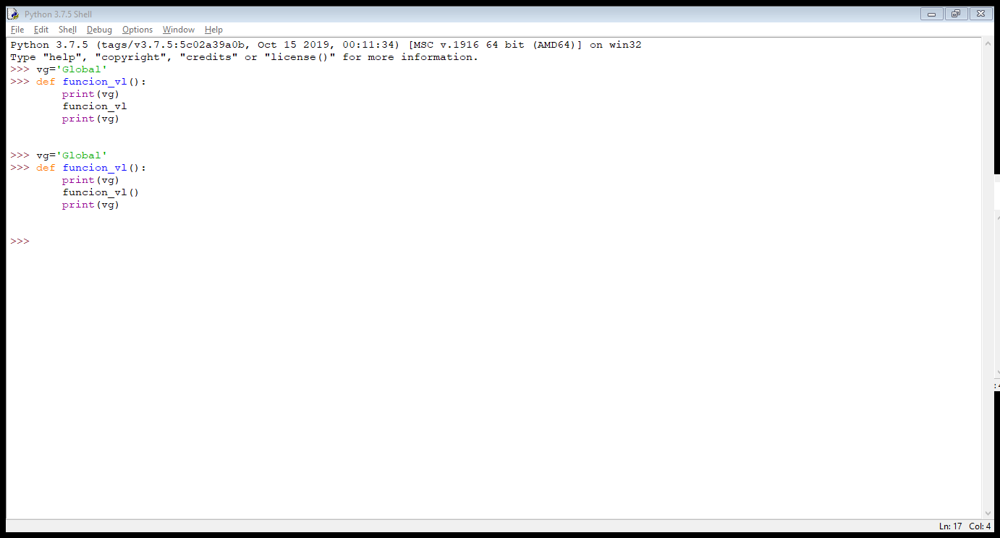 Python 3.7.5 Shell
File Edit Shell Debug Options Window Help
Python 3.7.5 (tags/v3.7.5:5c02a39a0b, Oct 15 2019, 00:11:34) [MSC v.1916 64 bit (AMD64)] on win32
Type "help", "copyright", "credits" or "license()" for more information.
>>> vg='Global'
>>> def funcion_vl():
        print(vg)
        funcion_vl
        print(vg)
>>> vg='Global'
>>> def funcion_vl():
        print(vg)
        funcion_vl()
        print(vg)
>>>
Ln: 17 Col: 4